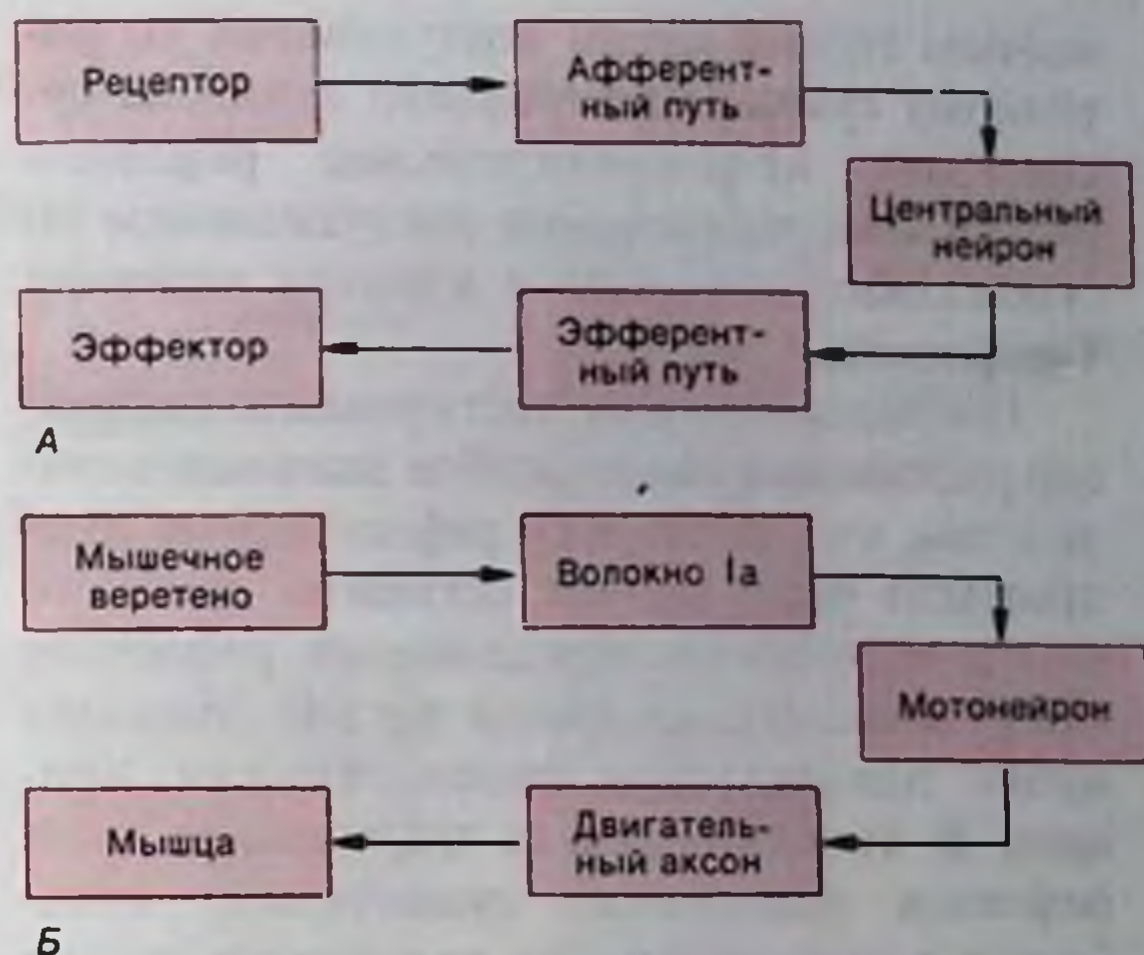 Рецептор
Афферент-
ный путь
Центральный
нейрон
Эффектор
Эфферент-
ный путь
А
Мышечное
веретено
Волокно Ia
Мотонейрон
Мышца
Двигатель-
ный аксон
Б